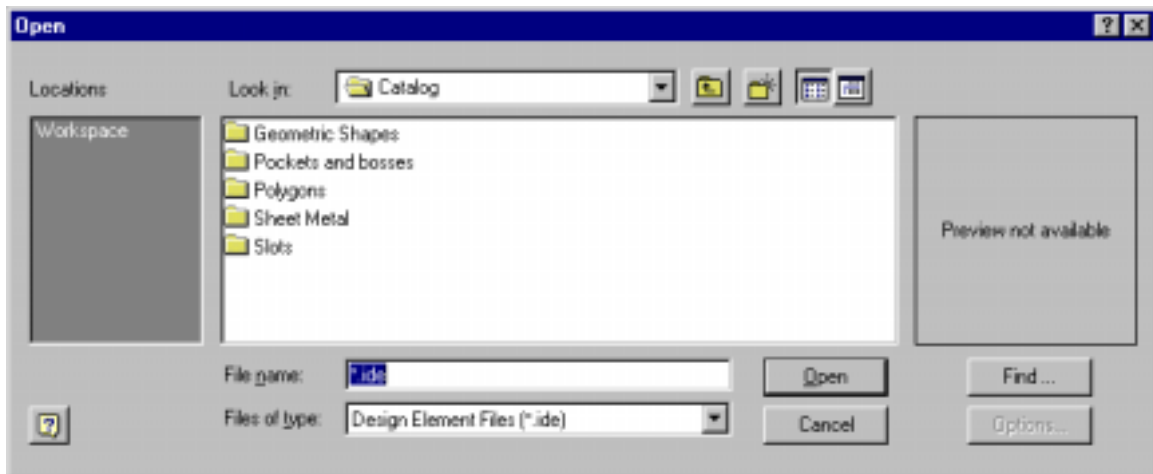 Open
Locations
Look in:
Catalog
Workspace
Geometric Shapes
Pockets and bosses
Polygons
Sheet Metal
Slots
Preview not available
File name:
*.ide
Open
Find ...
Files of type:
Design Element Files (*.ide)
Cancel
Options...